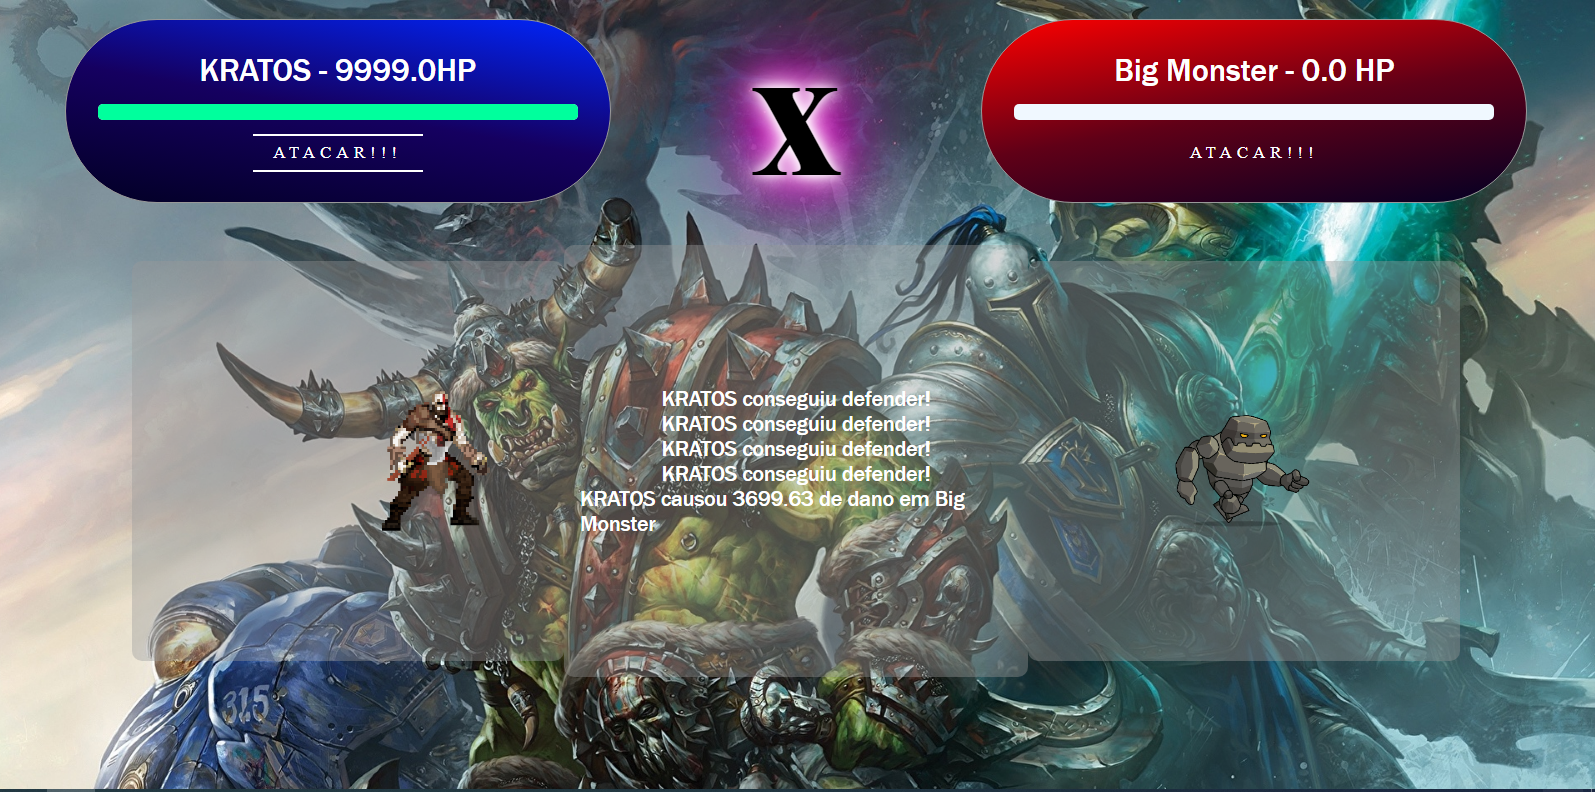 KRATOS - 9999.0HP
ATACAR!!!
X
Big Monster - 0.0 HP
ATACAR!!!
KRATOS conseguiu defender!
KRATOS conseguiu defender!
KRATOS conseguiu defender!
KRATOS conseguiu defender!
KRATOS causou 3699.63 de dano em Big
Monster
315